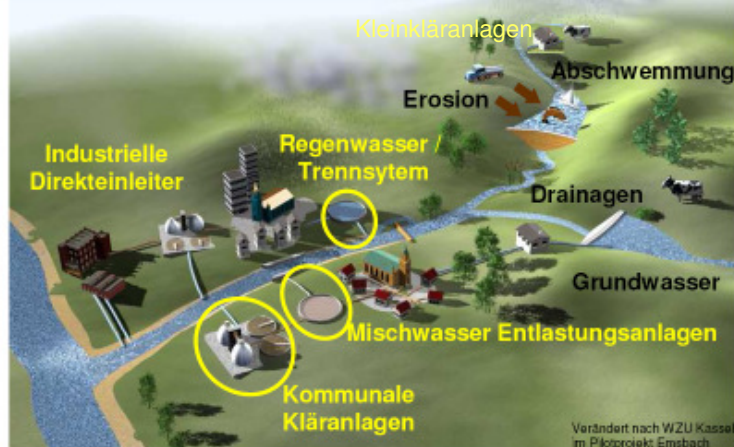 Kleinkläranlagen
Abschwemmung
Erosion
Regenwasser /
Trennsytem
Industrielle
Direkteinleiter
Drainagen
Grundwasser
Mischwasser Entlastungsanlagen
Kommunale
Kläranlagen
Verändert nach WZU Kassel
im Pilotprojekt Emsbach